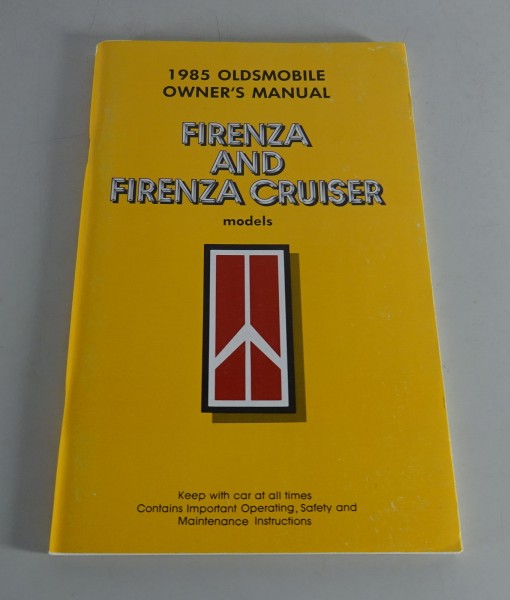 1985 OLDSMOBILE
OWNER'S MANUAL
FIRENZA
AND
FIRENZA CRUISER
models
Keep with car at all times
Contains Important Operating, Safety and
Maintenance Instructions